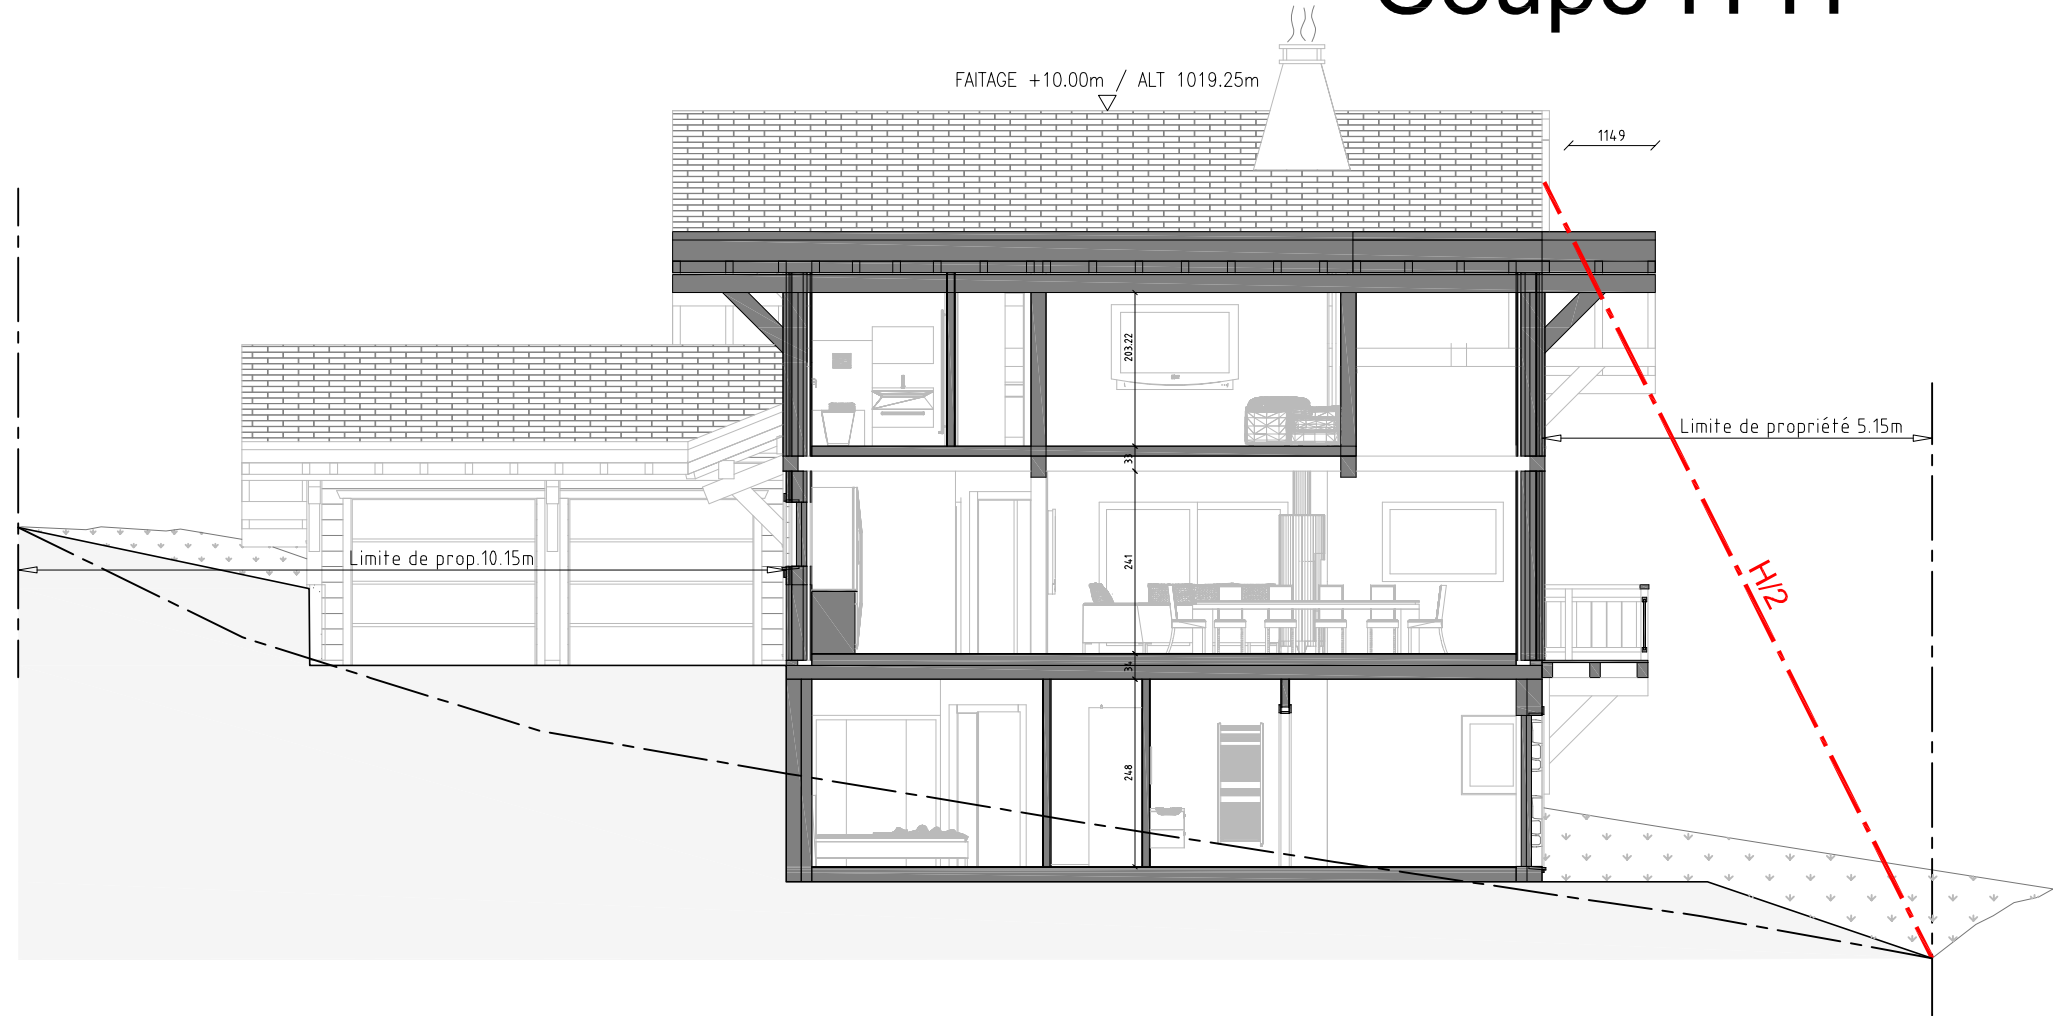 FAITAGE +10.00m / ALT 1019.25m
1149
203.22
Limite de propriété 5.15m
33
Limite de prop.10.15m
241
H/2
34
248